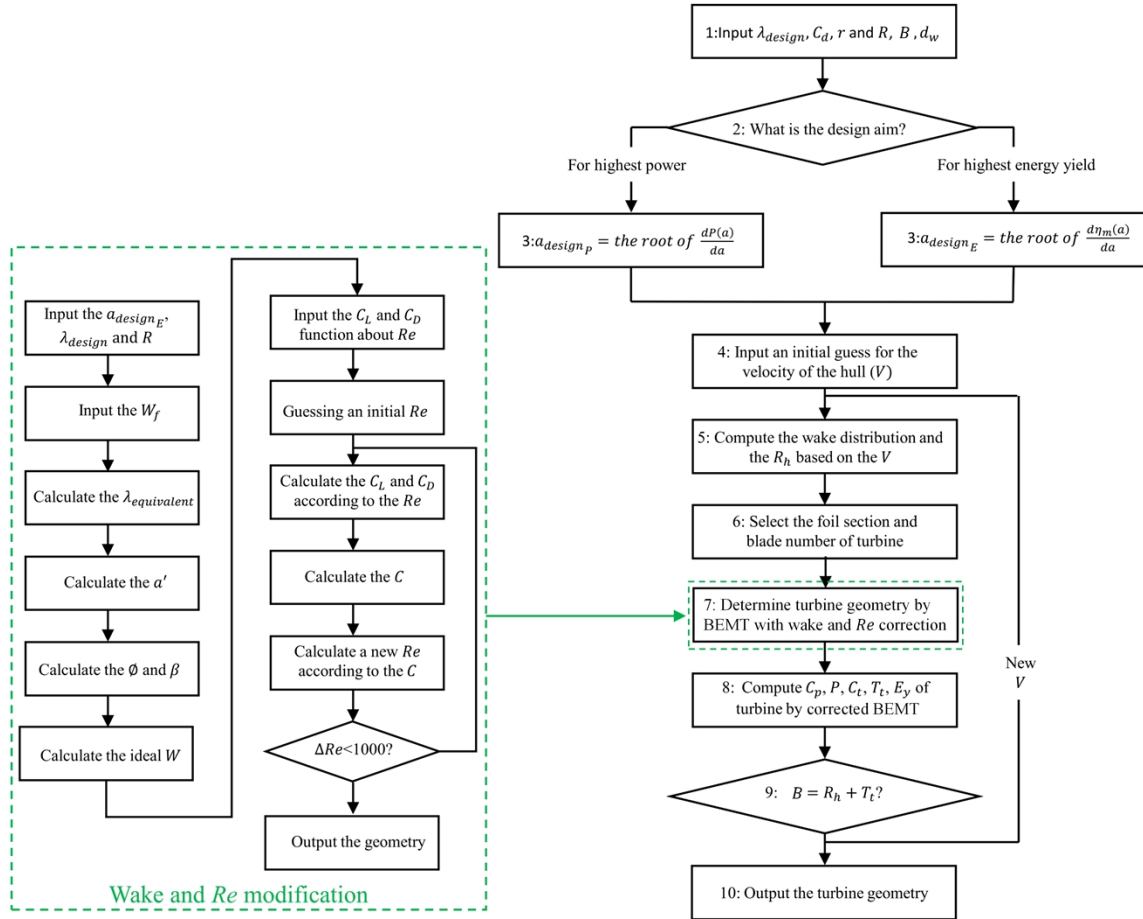 1:Input λ_design, C_d, r and R, B ,d_w
2: What is the design aim?
For highest power
For highest energy yield
3:a_design_P = the root of dP(a)/da
3:a_design_E = the root of dη_m(a)/da
4: Input an initial guess for the
velocity of the hull (V)
5: Compute the wake distribution and
the R_h based on the V
6: Select the foil section and
blade number of turbine
7: Determine turbine geometry by
BEMT with wake and Re correction
8: Compute C_p, P, C_t, T_t, E_y of
turbine by corrected BEMT
9: B = R_h + T_t?
New
V
10: Output the turbine geometry
Input the a_design_E,
λ_design and R
Input the W_f
Calculate the λ_equivalent
Calculate the a′
Calculate the Ø and β
Calculate the ideal W
Input the C_L and C_D
function about Re
Guessing an initial Re
Calculate the C_L and C_D
according to the Re
Calculate the C
Calculate a new Re
according to the C
ΔRe<1000?
Output the geometry
Wake and Re modification